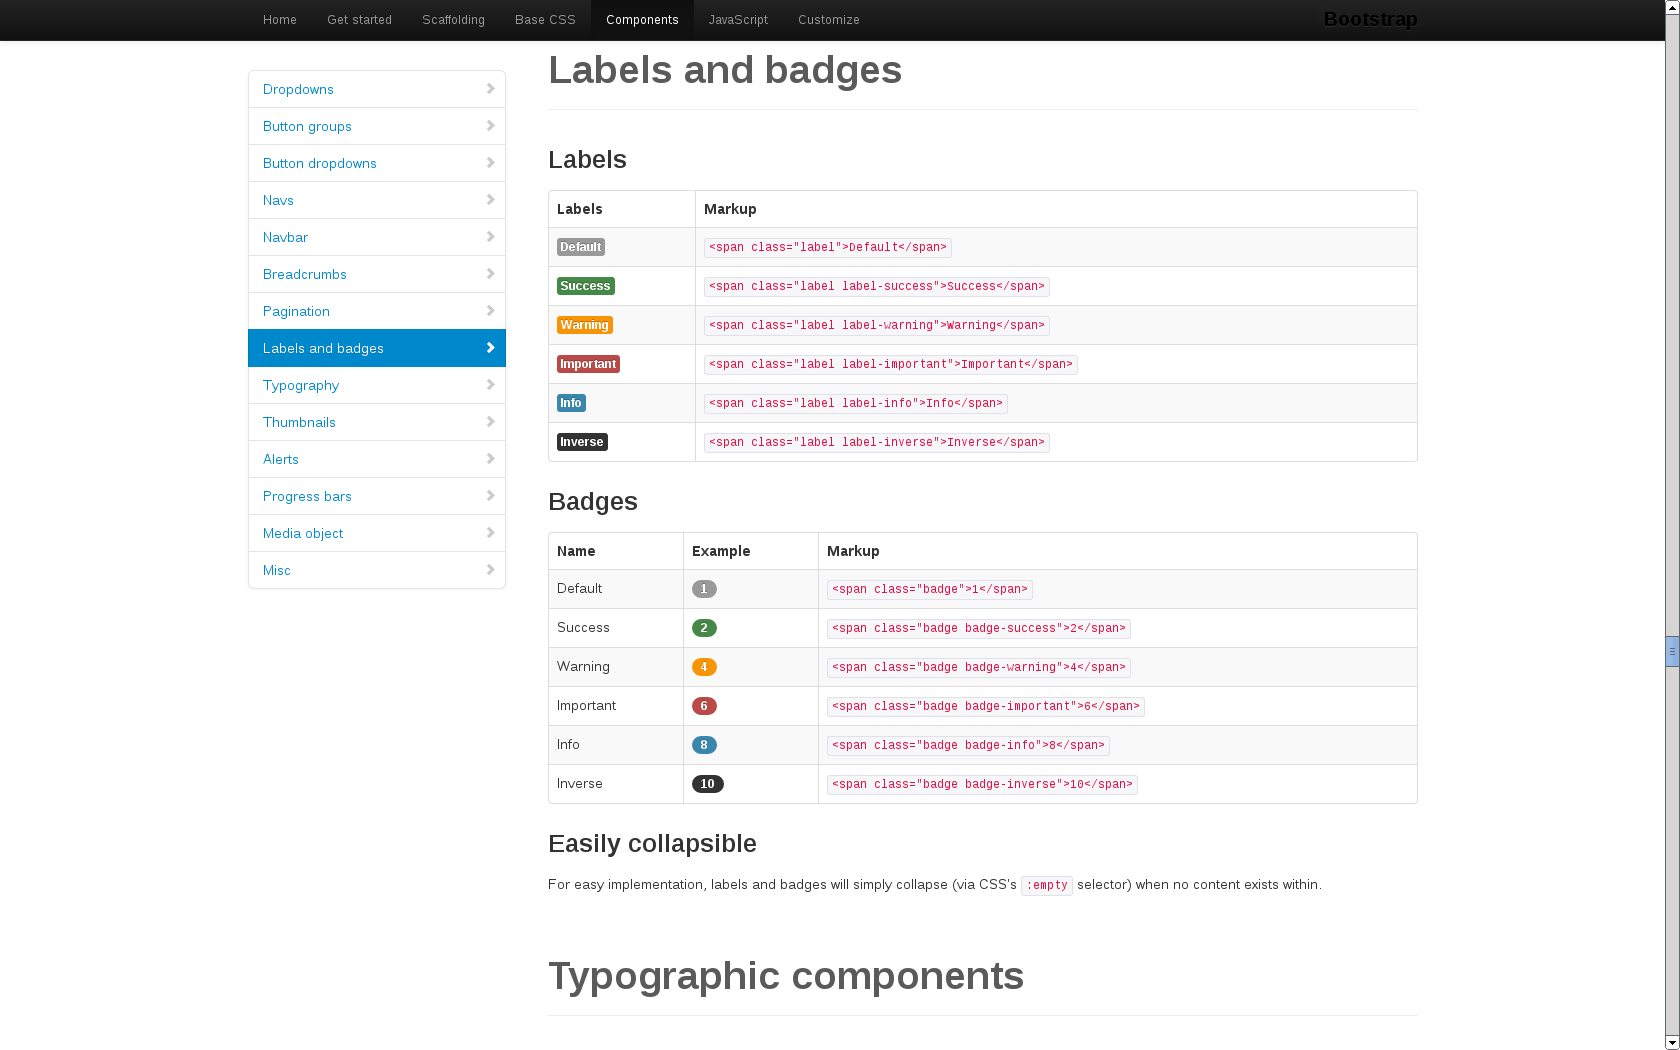 Home Get started Scaffolding Base CSS Components JavaScript Customize Bootstrap
Dropdowns
Button groups
Button dropdowns
Navs
Navbar
Breadcrumbs
Pagination
Labels and badges
Typography
Thumbnails
Alerts
Progress bars
Media object
Misc
Labels and badges
Labels
Labels Markup
Default <span class="label">Default</span>
Success <span class="label label-success">Success</span>
Warning <span class="label label-warning">Warning</span>
Important <span class="label label-important">Important</span>
Info <span class="label label-info">Info</span>
Inverse <span class="label label-inverse">Inverse</span>
Badges
Name Example Markup
Default 1 <span class="badge">1</span>
Success 2 <span class="badge badge-success">2</span>
Warning 4 <span class="badge badge-warning">4</span>
Important 6 <span class="badge badge-important">6</span>
Info 8 <span class="badge badge-info">8</span>
Inverse 10 <span class="badge badge-inverse">10</span>
Easily collapsible
For easy implementation, labels and badges will simply collapse (via CSS's :empty selector) when no content exists within.
Typographic components